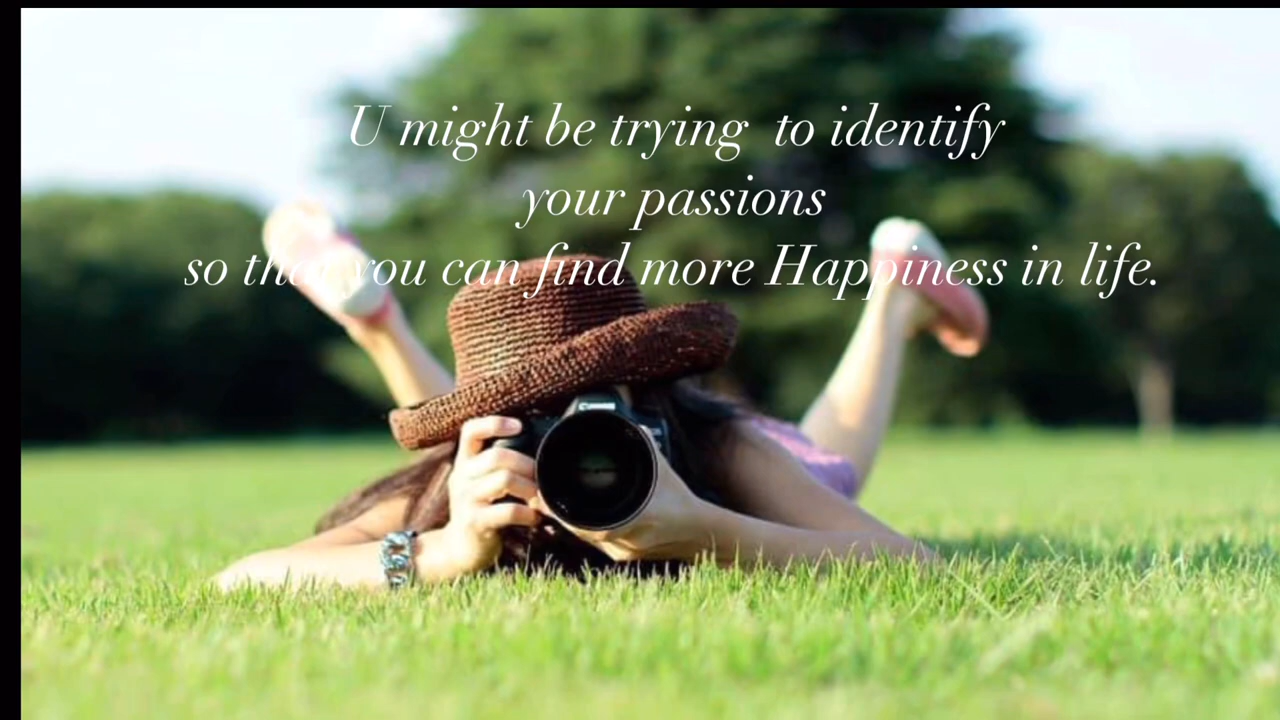 U might be trying  to identify
your passions
so that you can find more Happiness in life.